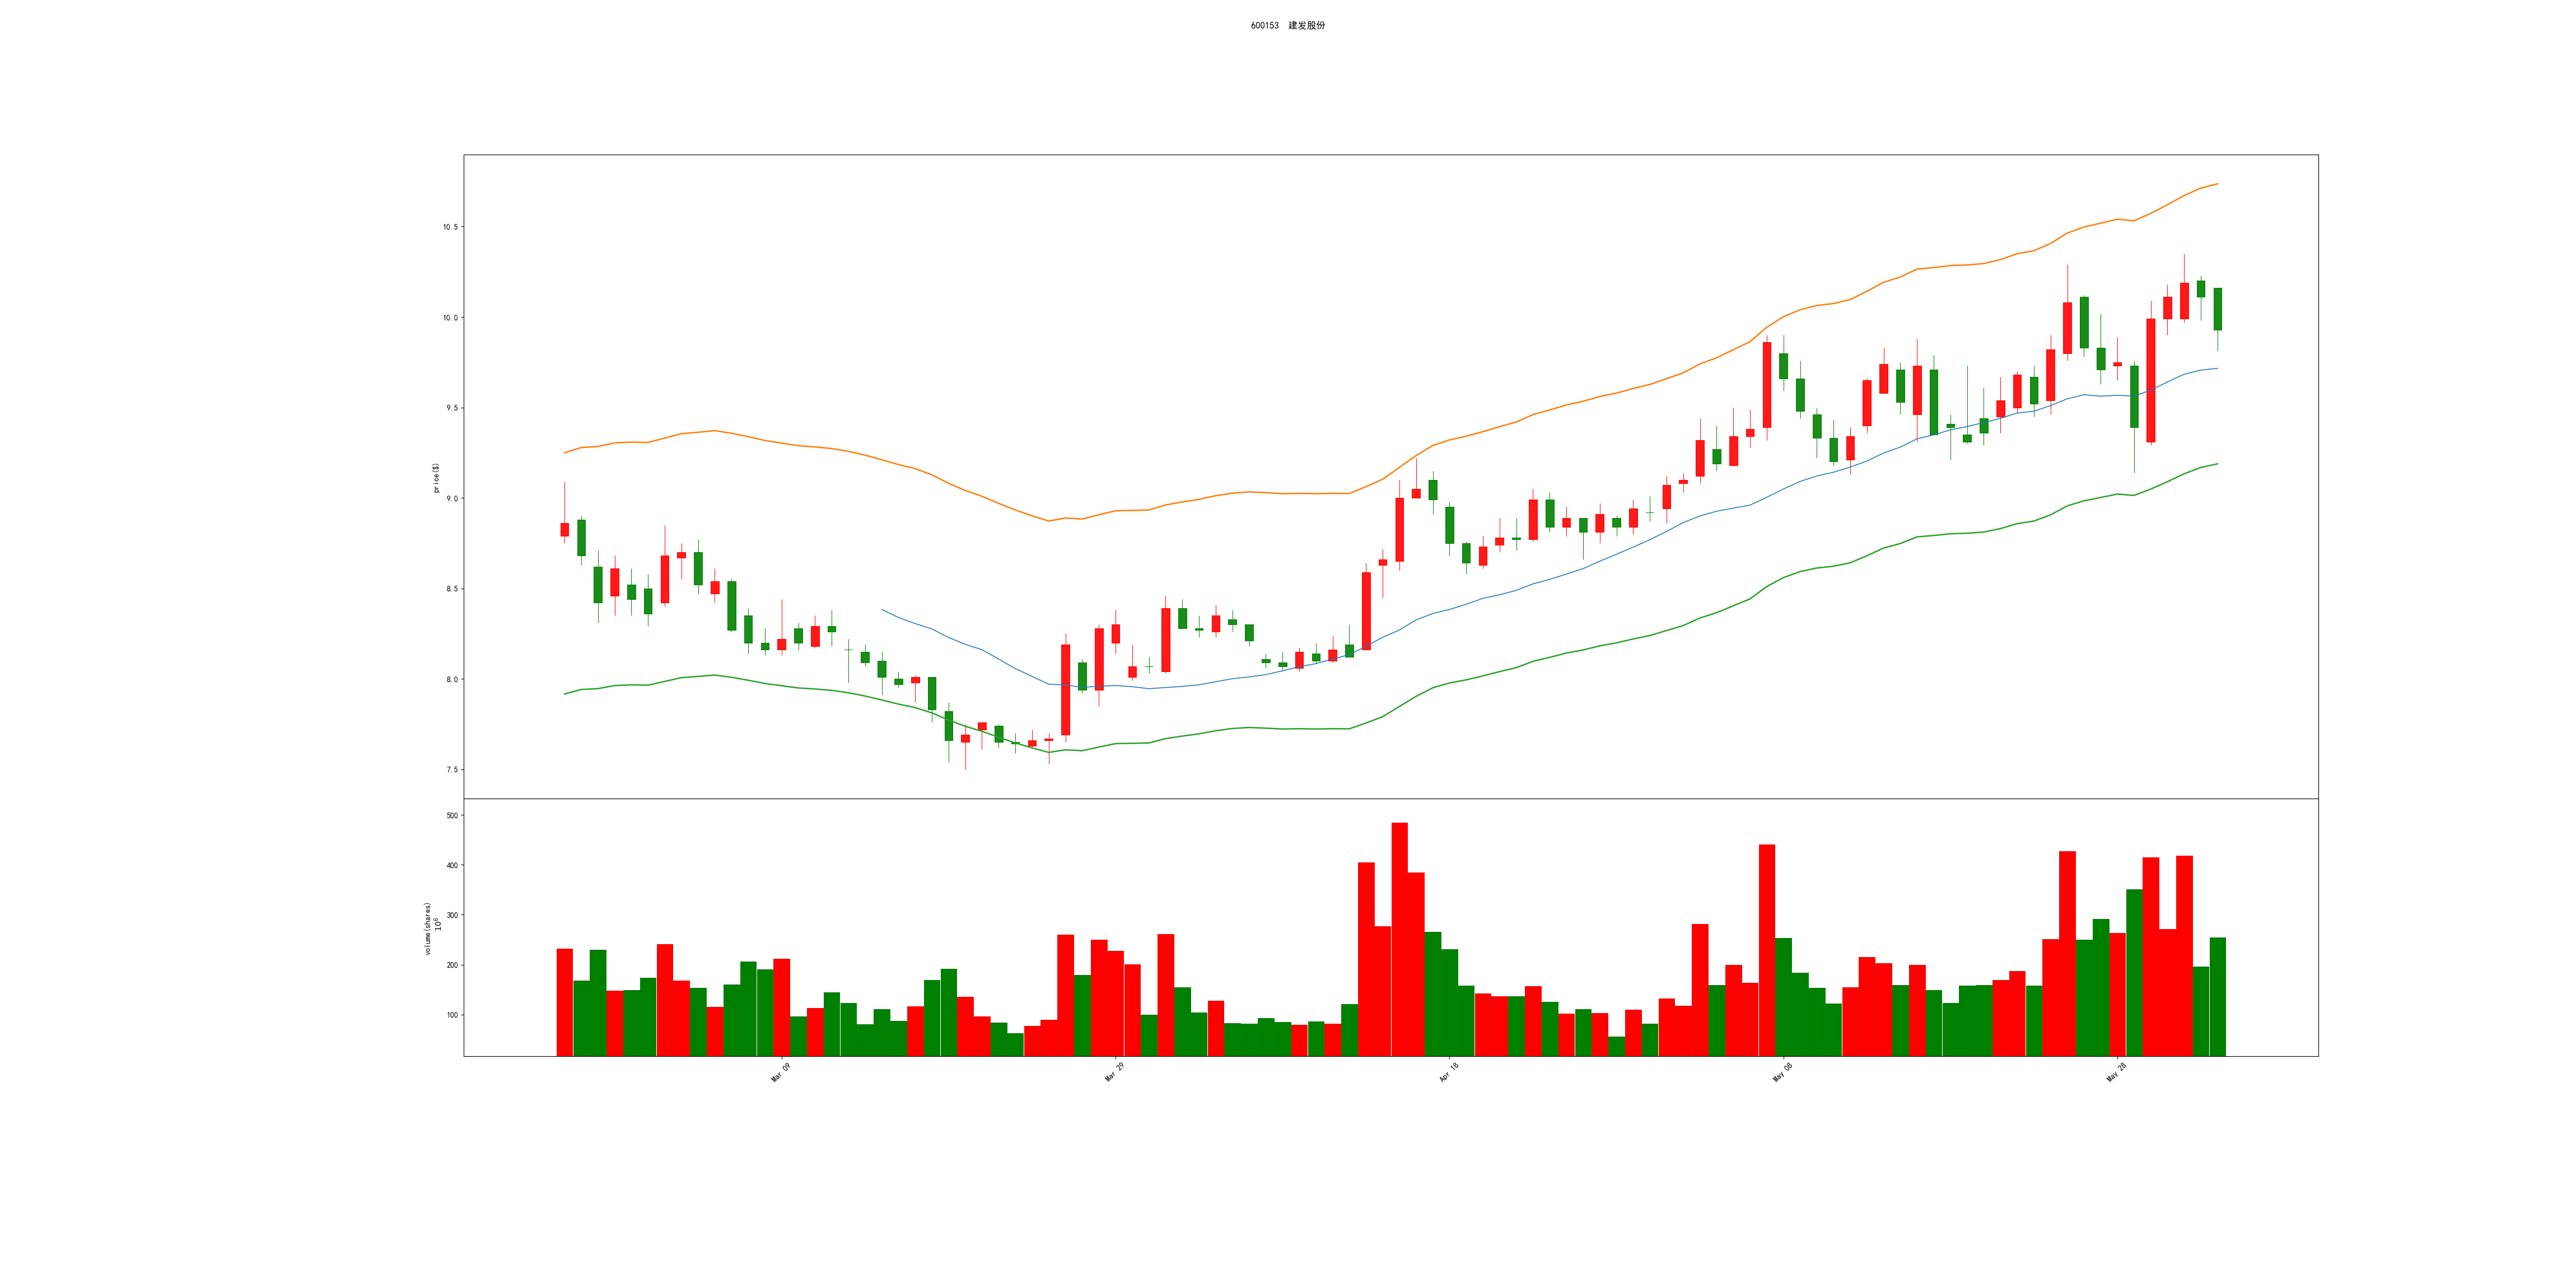 600153  建发股份
price($)
10.5
10.0
9.5
9.0
8.5
8.0
7.5
volume(shares)
10^6
500
400
300
200
100
Mar 09
Mar 29
Apr 18
May 08
May 28